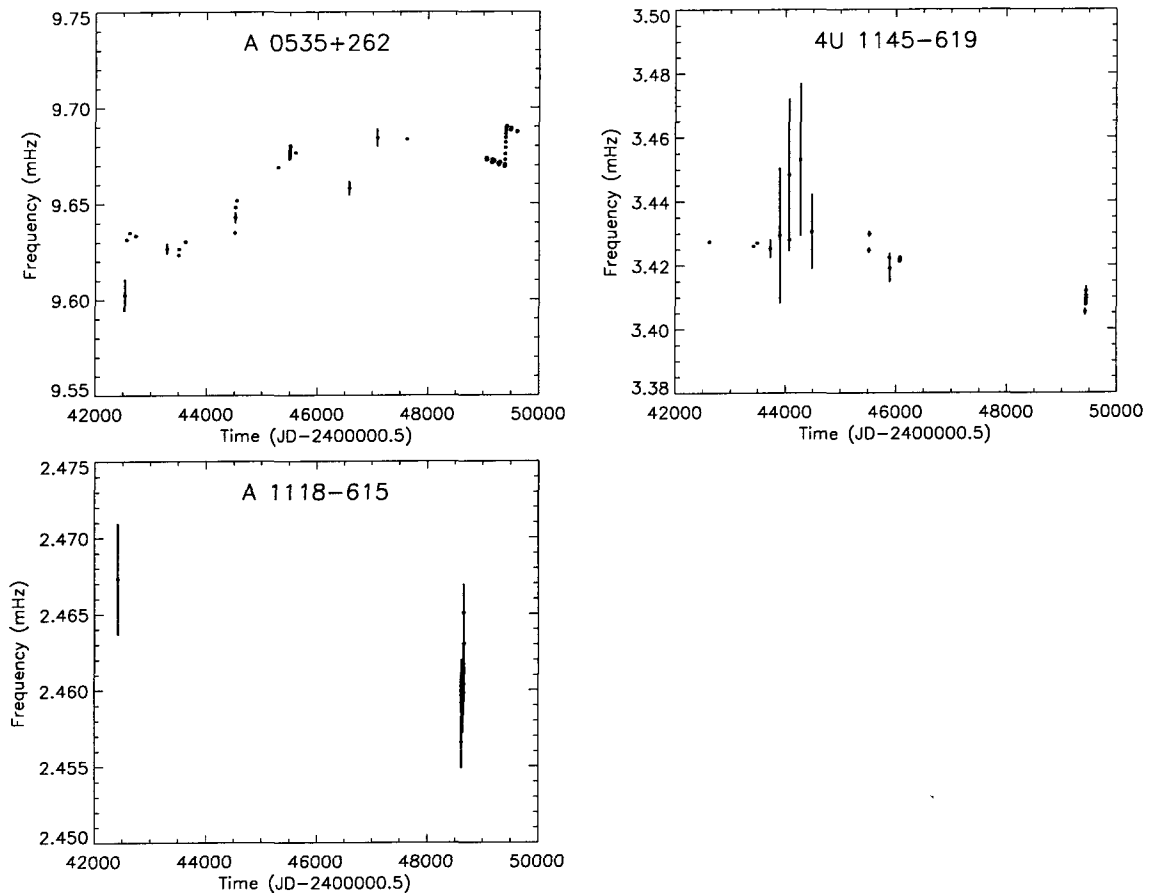 A 0535+262
9.75
9.70
9.65
9.60
9.55
Frequency (mHz)
42000 44000 46000 48000 50000
Time (JD-2400000.5)
4U 1145-619
3.50
3.48
3.46
3.44
3.42
3.40
3.38
Frequency (mHz)
42000 44000 46000 48000 50000
Time (JD-2400000.5)
A 1118-615
2.475
2.470
2.465
2.460
2.455
2.450
Frequency (mHz)
42000 44000 46000 48000 50000
Time (JD-2400000.5)